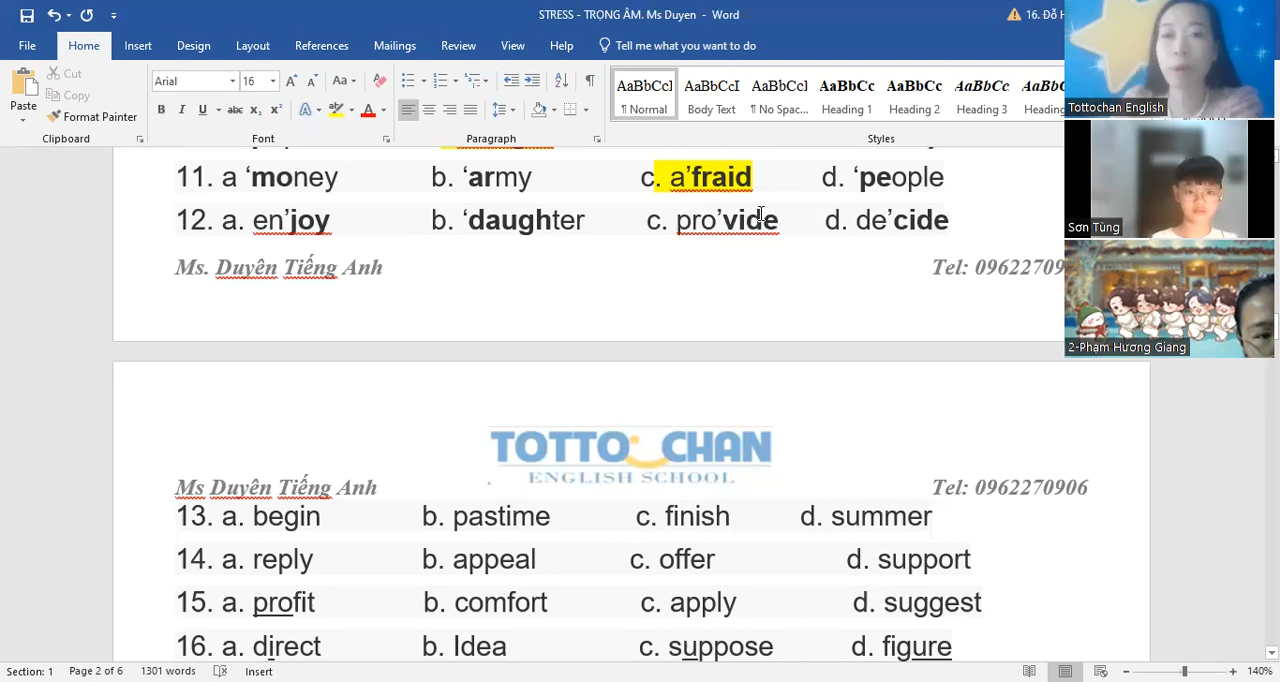 STRESS - TRỌNG ÂM. Ms Duyen - Word
16. Đỗ H
File Home Insert Design Layout References Mailings Review View Help Tell me what you want to do
Paste
Cut
Copy
Format Painter
Clipboard
Arial 16
Font
Paragraph
AaBbCcI AaBbCcI AaBbCcI AaBbCc AaBbCc AaBbCc
¶ Normal Body Text ¶ No Spac... Heading 1 Heading 2 Heading 3 Heading
Styles
Tottochan English
Sơn Tùng
2-Phạm Hương Giang
11. a ‘money b. ‘army c. a’fraid d. ‘people
12. a. en’joy b. ‘daughter c. pro’vide d. de’cide
Ms. Duyên Tiếng Anh Tel: 09622709
TOTTO CHAN
ENGLISH SCHOOL
Ms Duyên Tiếng Anh Tel: 0962270906
13. a. begin b. pastime c. finish d. summer
14. a. reply b. appeal c. offer d. support
15. a. profit b. comfort c. apply d. suggest
16. a. direct b. Idea c. suppose d. figure
Section: 1 Page 2 of 6 1301 words Insert 140%